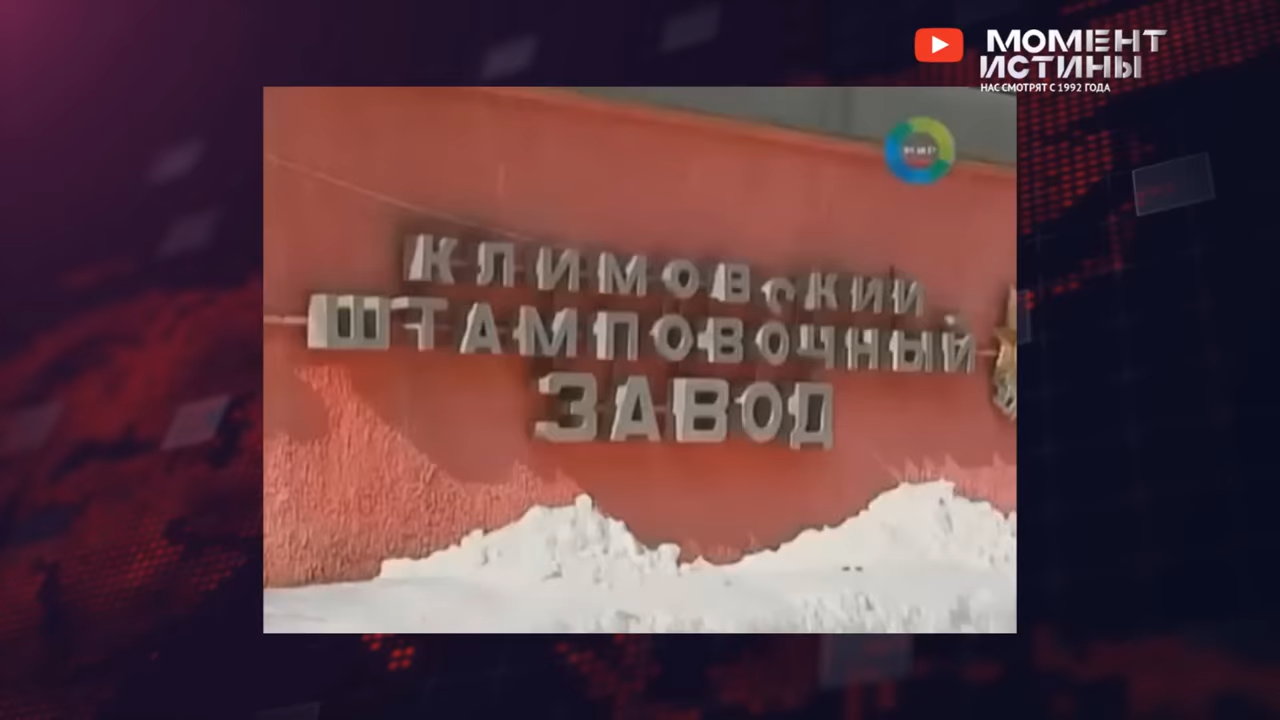 МОМЕНТ
ИСТИНЫ
НАС СМОТРЯТ С 1992 ГОДА
КЛИМОВСКИЙ
ШТАМПОВОЧНЫЙ
ЗАВОД